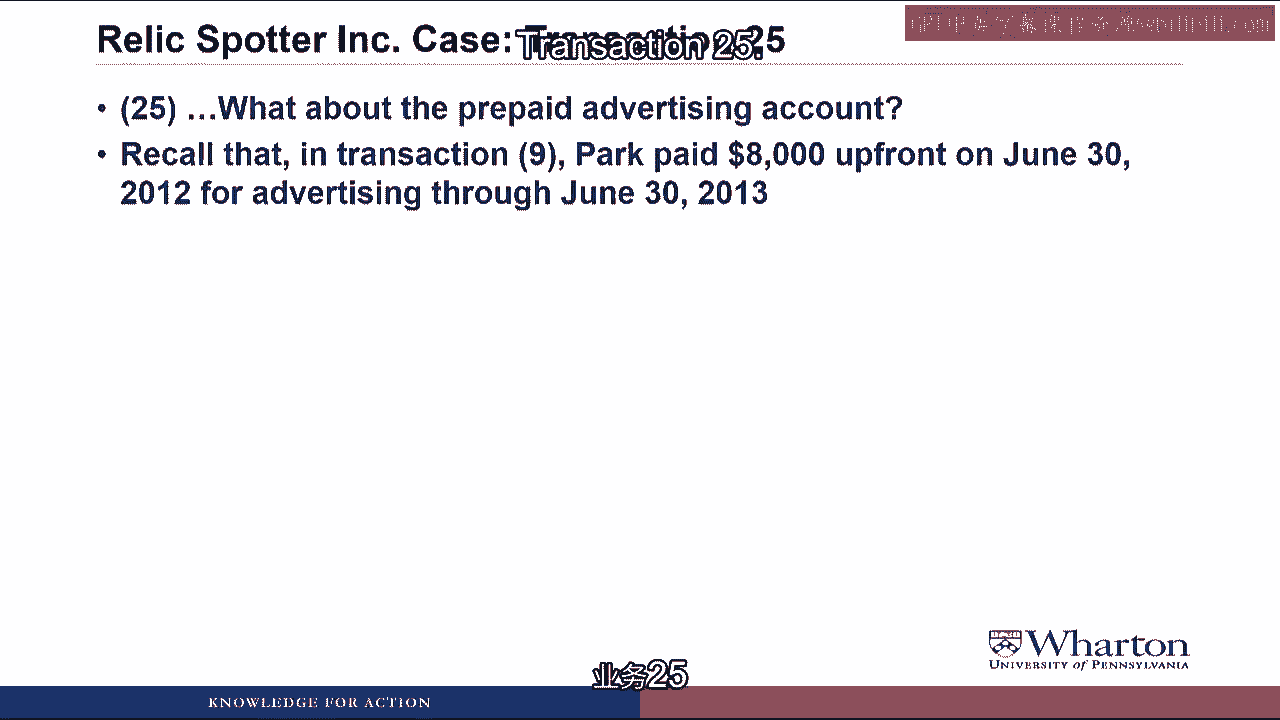 Relic Spotter Inc. Case: Transaction 25
Transaction 25.
• (25) …What about the prepaid advertising account?
• Recall that, in transaction (9), Park paid $8,000 upfront on June 30,
2012 for advertising through June 30, 2013
Wharton
UNIVERSITY of PENNSYLVANIA
业务25
KNOWLEDGE FOR ACTION